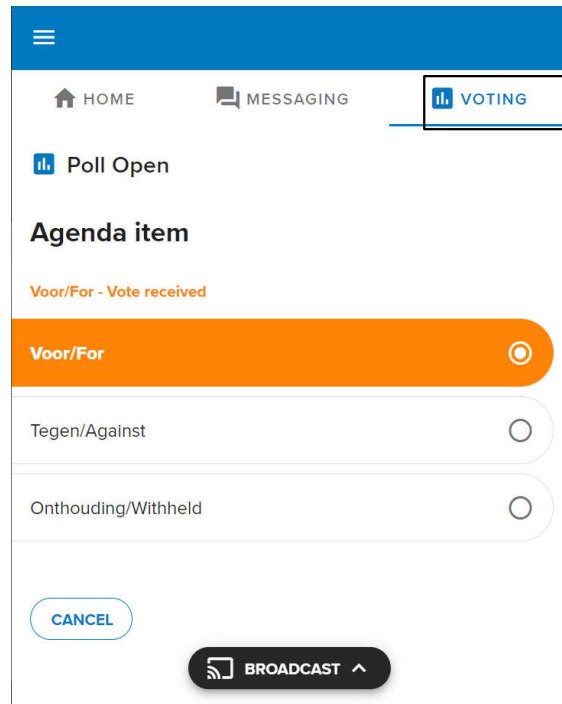 HOME
MESSAGING
VOTING
Poll Open
Agenda item
Voor/For - Vote received
Voor/For
Tegen/Against
Onthouding/Withheld
CANCEL
BROADCAST